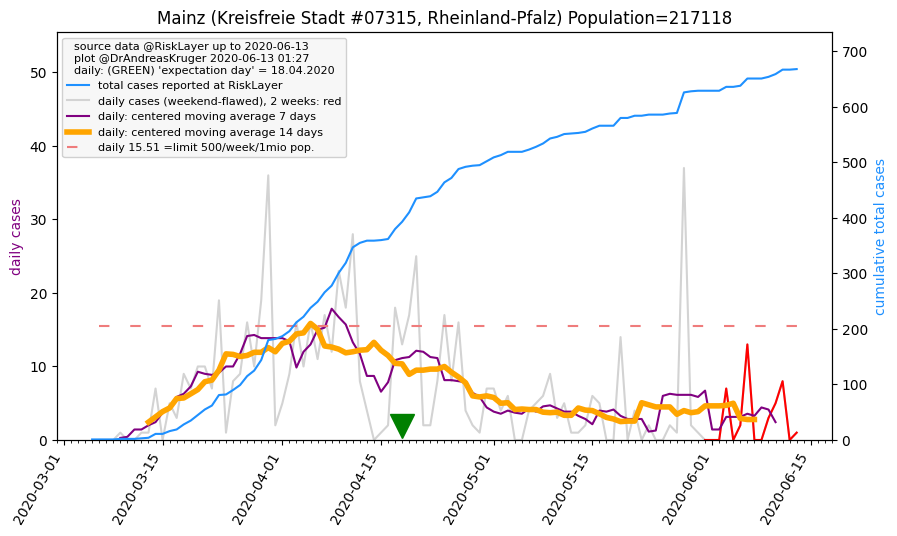 Mainz (Kreisfreie Stadt #07315, Rheinland-Pfalz) Population=217118
source data @RiskLayer up to 2020-06-13
plot @DrAndreasKruger 2020-06-13 01:27
daily: (GREEN) 'expectation day' = 18.04.2020
total cases reported at RiskLayer
daily cases (weekend-flawed), 2 weeks: red
daily: centered moving average 7 days
daily: centered moving average 14 days
daily 15.51 =limit 500/week/1mio pop.
daily cases
50
40
30
20
10
0
700
600
500
400
300
200
100
0
cumulative total cases
2020-03-01
2020-03-15
2020-04-01
2020-04-15
2020-05-01
2020-05-15
2020-06-01
2020-06-15